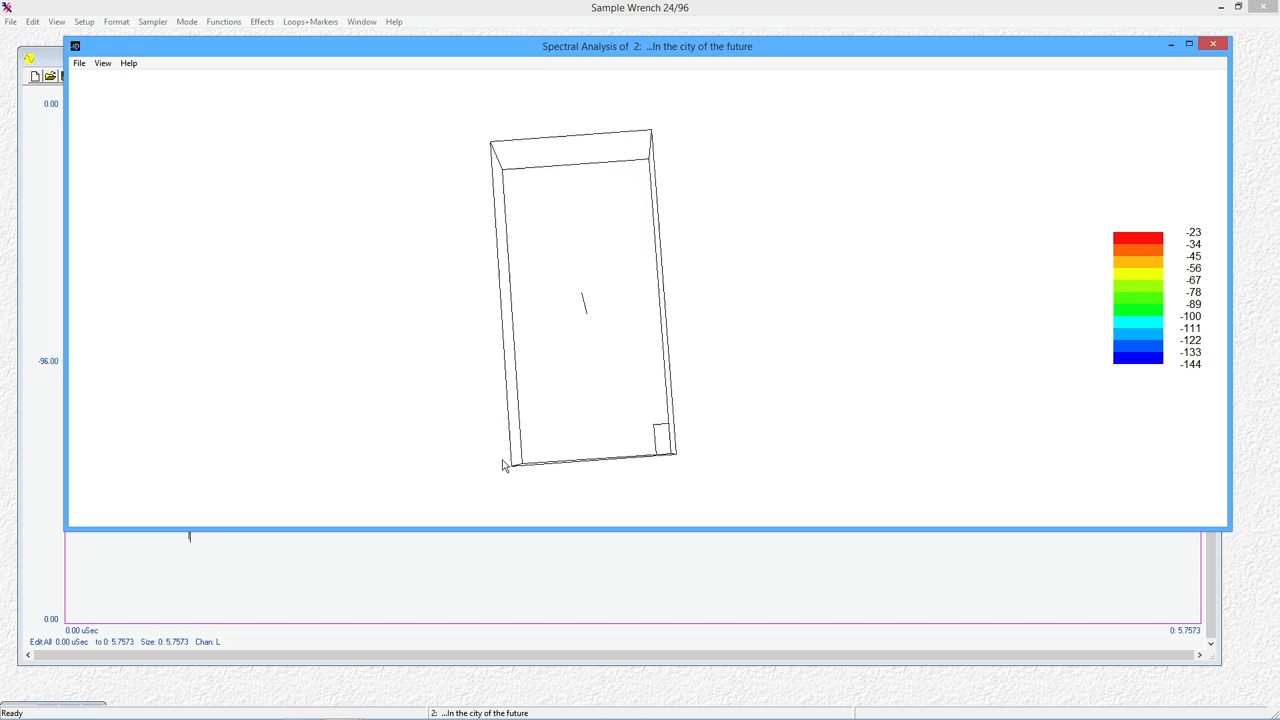 Sample Wrench 24/96
File Edit View Setup Format Sampler Mode Functions Effects Loops+Markers Window Help
Spectral Analysis of 2: ...In the city of the future
File View Help
0.00
-96.00
0.00
-23
-34
-45
-56
-67
-78
-89
-100
-111
-122
-133
-144
0.00 uSec 0: 5.7573
Edit:All 0.00 uSec to 0: 5.7573 Size: 0: 5.7573 Chan: L
Ready 2: ...In the city of the future